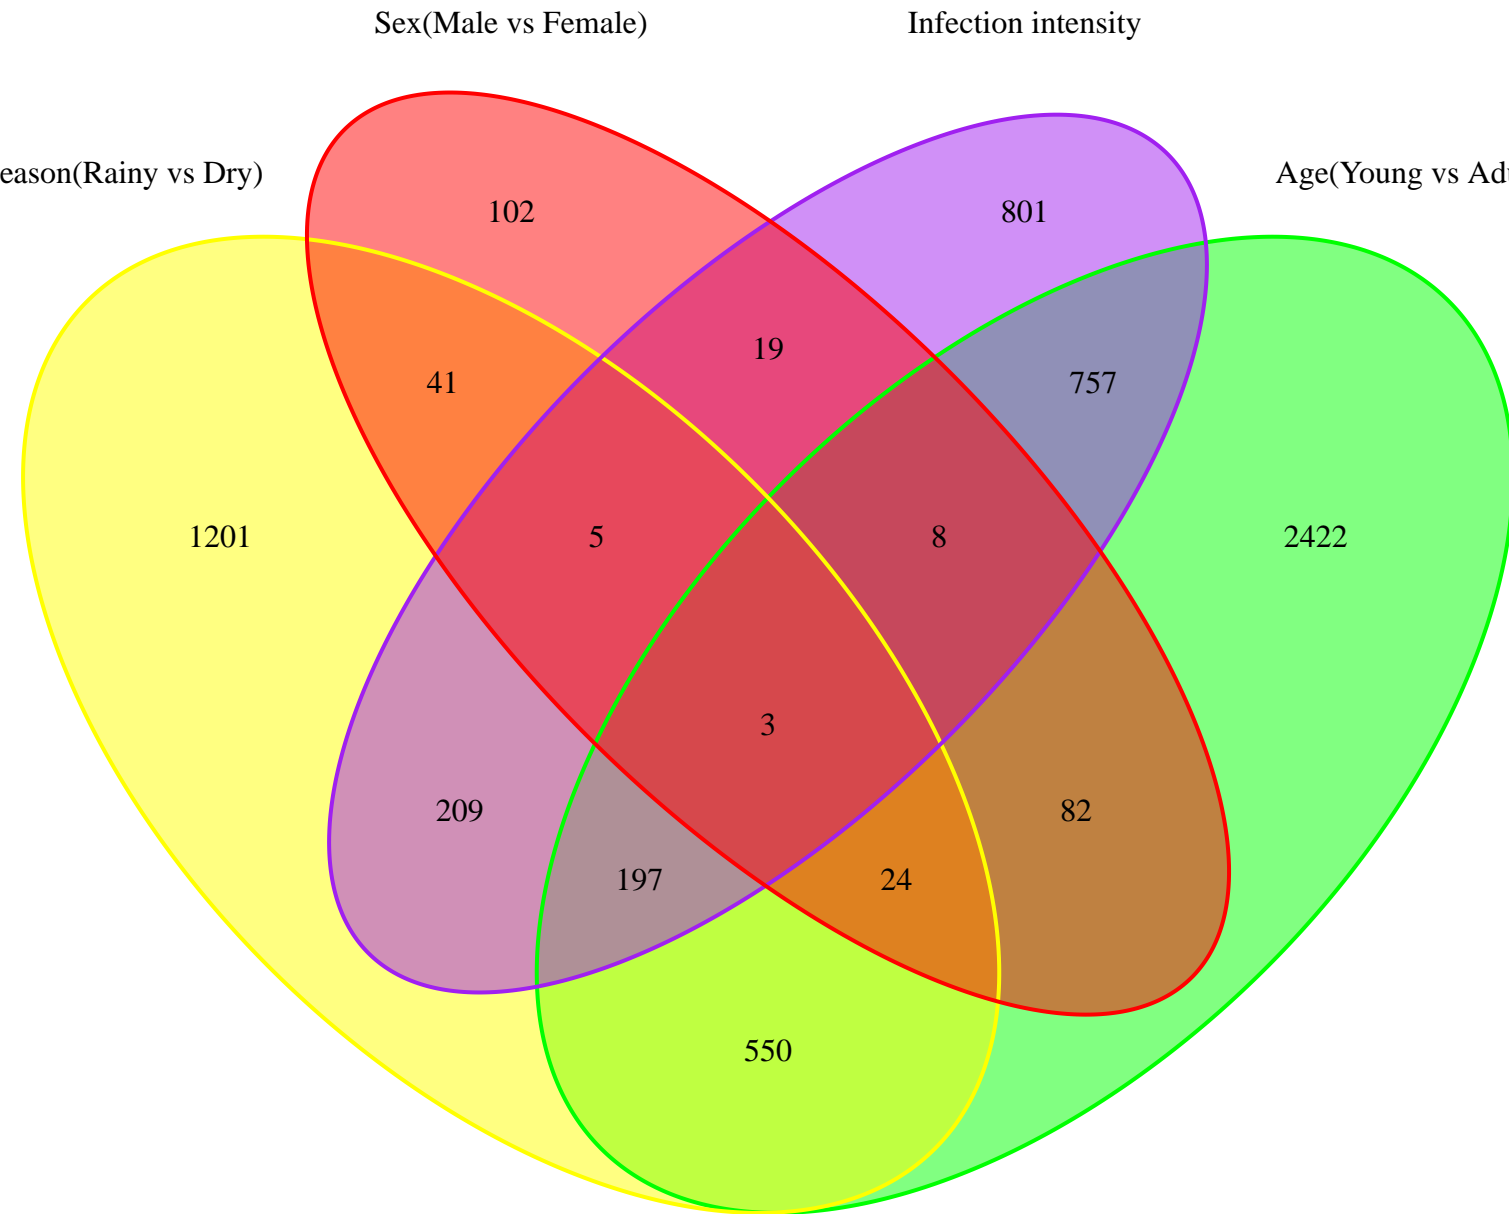 Sex(Male vs Female) Infection intensity
eason(Rainy vs Dry) Age(Young vs Ad
102 801
19
41 757
1201 5 8 2422
3
209 82
197 24
550